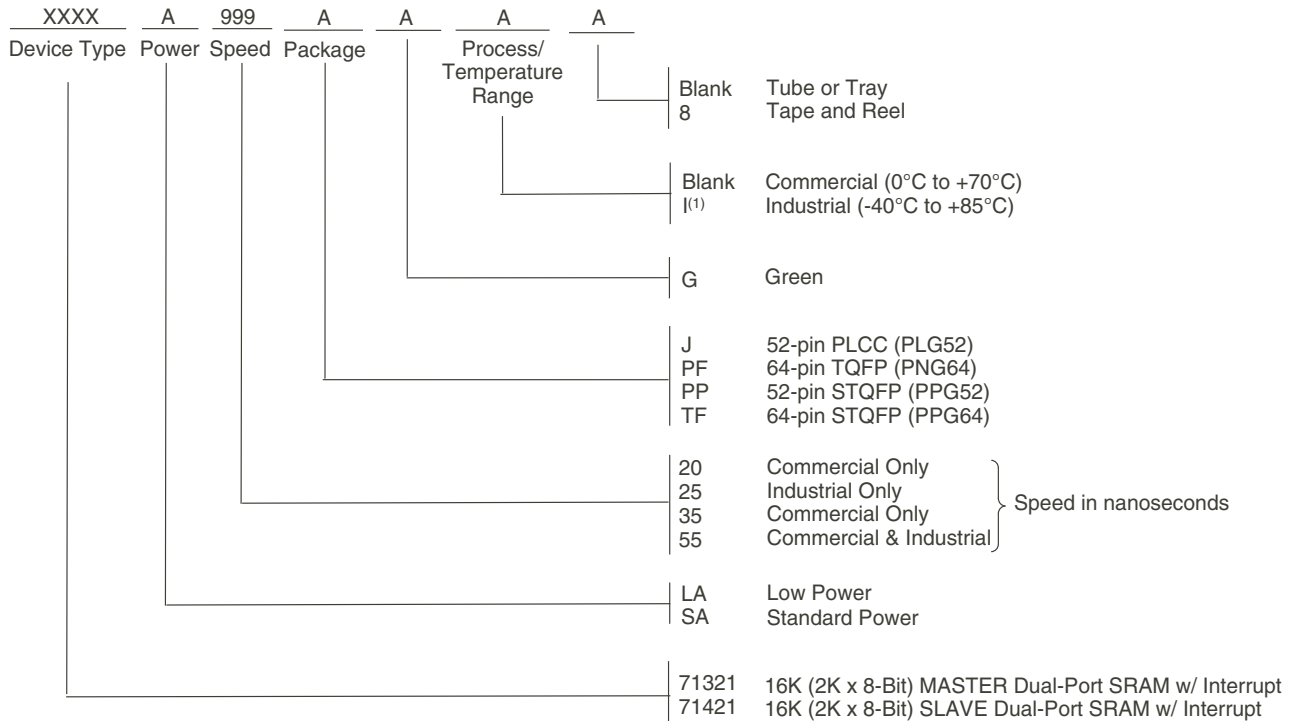 XXXX A 999 A A A A
Device Type Power Speed Package Process/
Temperature
Range
Blank Tube or Tray
8 Tape and Reel
Blank Commercial (0°C to +70°C)
I(1) Industrial (-40°C to +85°C)
G Green
J 52-pin PLCC (PLG52)
PF 64-pin TQFP (PNG64)
PP 52-pin STQFP (PPG52)
TF 64-pin STQFP (PPG64)
20 Commercial Only
25 Industrial Only
35 Commercial Only
55 Commercial & Industrial
Speed in nanoseconds
LA Low Power
SA Standard Power
71321 16K (2K x 8-Bit) MASTER Dual-Port SRAM w/ Interrupt
71421 16K (2K x 8-Bit) SLAVE Dual-Port SRAM w/ Interrupt